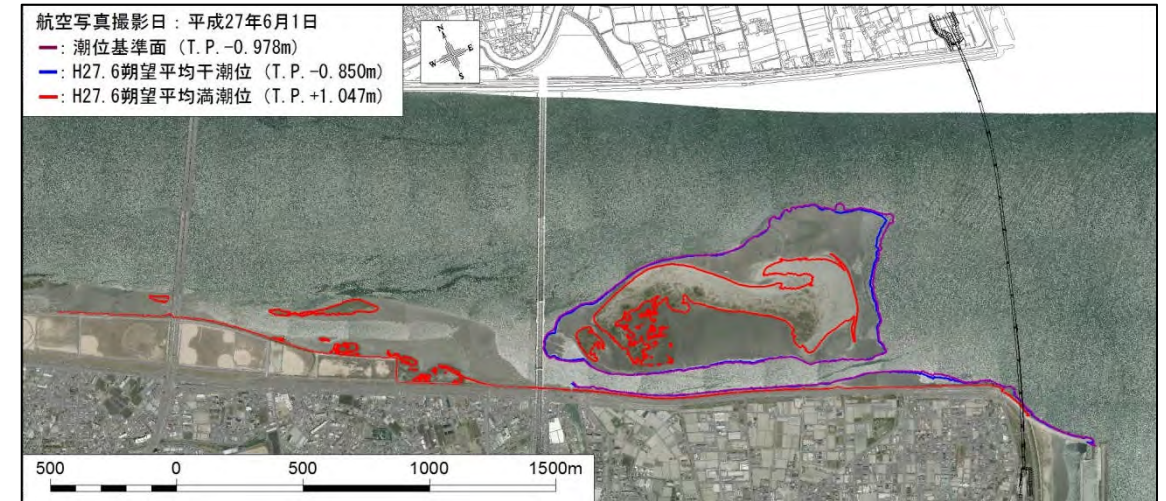 航空写真撮影日：平成27年6月1日
━：潮位基準面 (T.P.-0.978m)
━：H27.6朔望平均干潮位 (T.P.-0.850m)
━：H27.6朔望平均満潮位 (T.P.+1.047m)
N
W E
S
500 0 500 1000 1500m